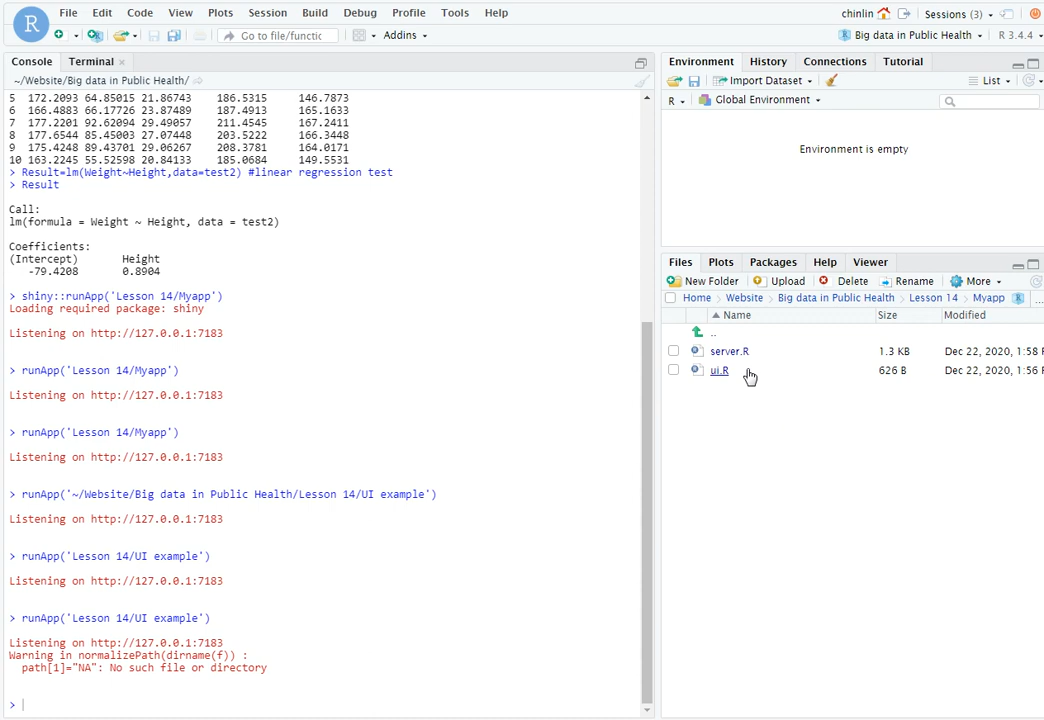 File Edit Code View Plots Session Build Debug Profile Tools Help
chinlin Sessions (3)
R
Go to file/functic
Addins
Big data in Public Health R 3.4.4
Console Terminal
~/Website/Big data in Public Health/
5 172.2093 64.85015 21.86743 186.5315 146.7873
6 166.4883 66.17726 23.87489 187.4913 165.1633
7 177.2201 92.62094 29.49057 211.4545 167.2411
8 177.6544 85.45003 27.07448 203.5222 166.3448
9 175.4248 89.43701 29.06267 208.3781 164.0171
10 163.2245 55.52598 20.84133 185.0684 149.5531
> Result=lm(Weight~Height,data=test2) #linear regression test
> Result
Call:
lm(formula = Weight ~ Height, data = test2)
Coefficients:
(Intercept) Height
-79.4208 0.8904
> shiny::runApp('Lesson 14/Myapp')
Loading required package: shiny
Listening on http://127.0.0.1:7183
> runApp('Lesson 14/Myapp')
Listening on http://127.0.0.1:7183
> runApp('Lesson 14/Myapp')
Listening on http://127.0.0.1:7183
> runApp('~/Website/Big data in Public Health/Lesson 14/UI example')
Listening on http://127.0.0.1:7183
> runApp('Lesson 14/UI example')
Listening on http://127.0.0.1:7183
> runApp('Lesson 14/UI example')
Listening on http://127.0.0.1:7183
Warning in normalizePath(dirname(f)) :
path[1]="NA": No such file or directory
>
Environment History Connections Tutorial
Import Dataset List
R Global Environment
Environment is empty
Files Plots Packages Help Viewer
New Folder Upload Delete Rename More
Home Website Big data in Public Health Lesson 14 Myapp ...
Name Size Modified
..
server.R 1.3 KB Dec 22, 2020, 1:58 P
ui.R 626 B Dec 22, 2020, 1:56 P